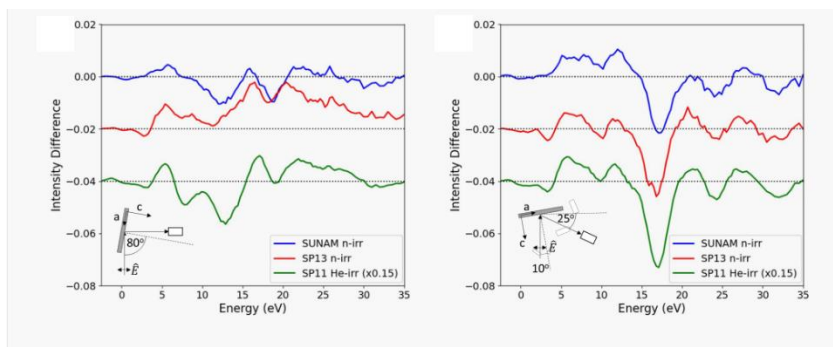 0.02
0.00
−0.02
−0.04
−0.06
−0.08
Intensity Difference
0 5 10 15 20 25 30 35
Energy (eV)
a
c
80°
Ê
SUNAM n-irr
SP13 n-irr
SP11 He-irr (x0.15)
0.02
0.00
−0.02
−0.04
−0.06
−0.08
Intensity Difference
0 5 10 15 20 25 30 35
Energy (eV)
a
25°
c
Ê
10°
SUNAM n-irr
SP13 n-irr
SP11 He-irr (x0.15)